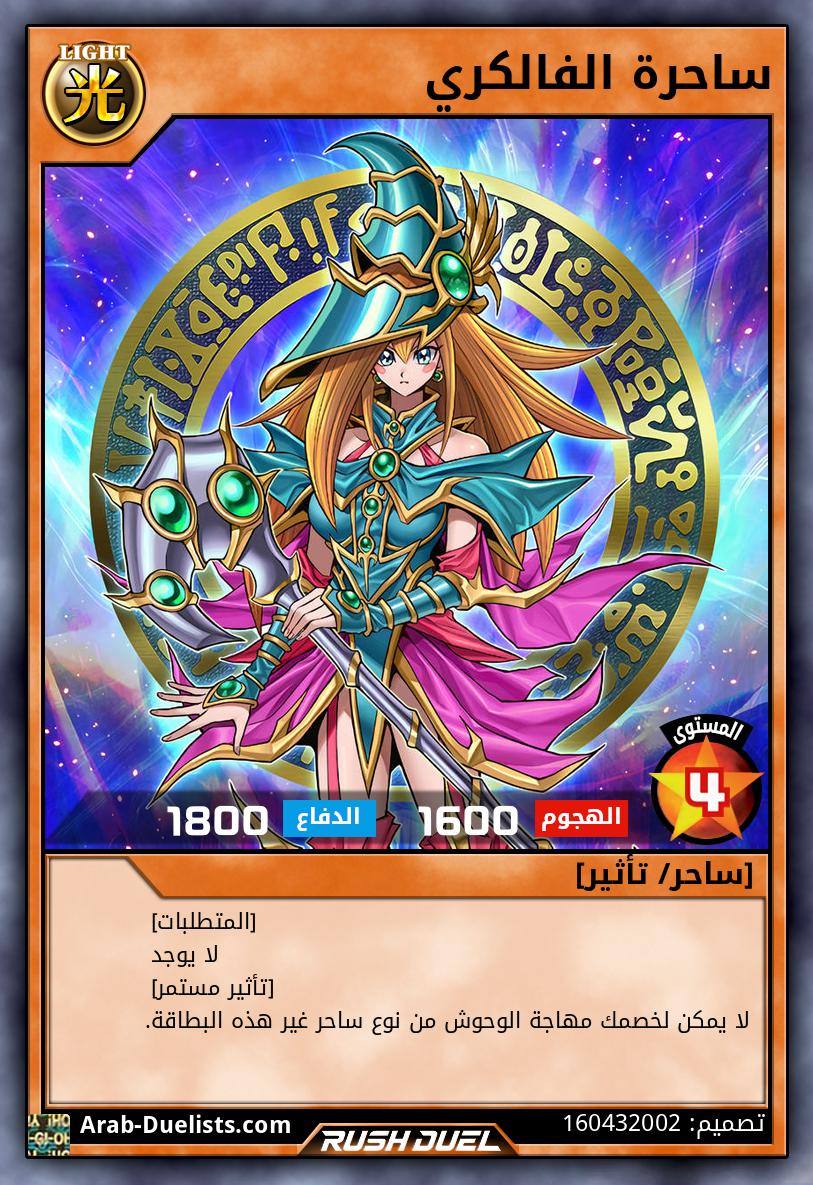 ساحرة الفالكري
LIGHT
光
المستوى
4
الهجوم 1600 الدفاع 1800
[ساحر/ تأثير]
[المتطلبات]
لا يوجد
[تأثير مستمر]
لا يمكن لخصمك مهاجة الوحوش من نوع ساحر غير هذه البطاقة.
تصميم: 160432002
Arab-Duelists.com
RUSH DUEL